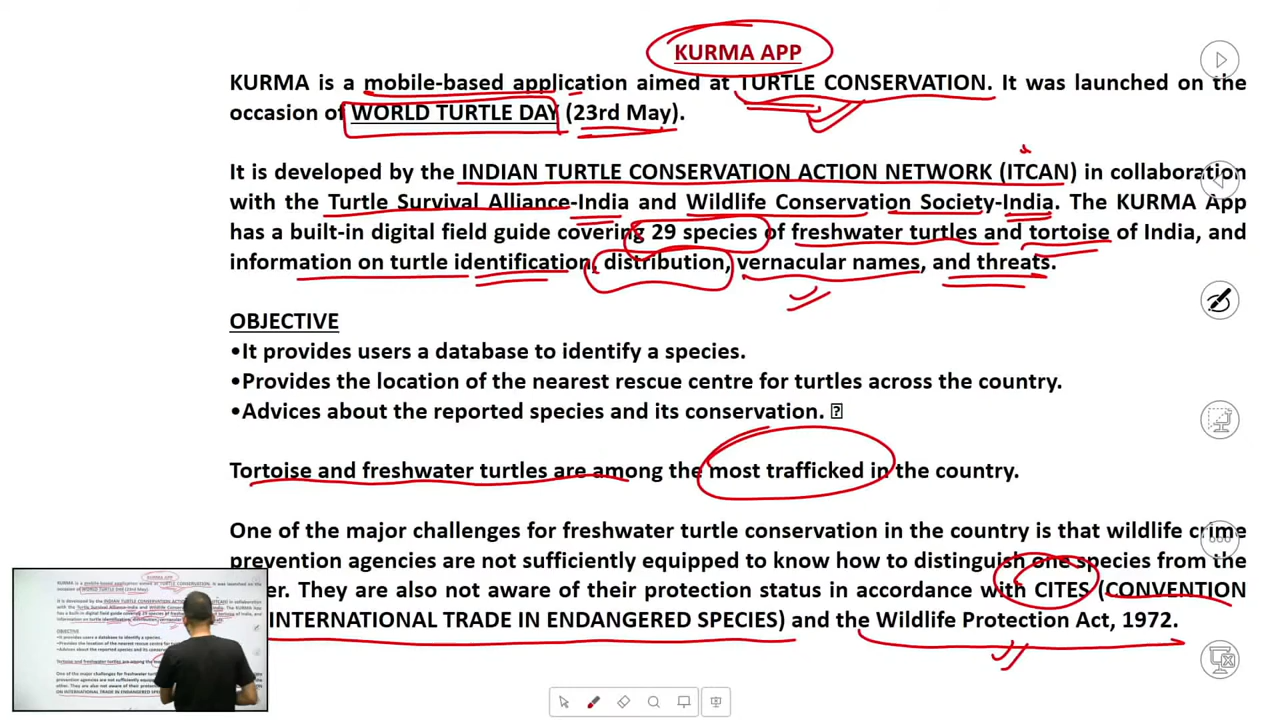 KURMA APP
KURMA is a mobile-based application aimed at TURTLE CONSERVATION. It was launched on the
occasion of WORLD TURTLE DAY (23rd May).
It is developed by the INDIAN TURTLE CONSERVATION ACTION NETWORK (ITCAN) in collaboration
with the Turtle Survival Alliance-India and Wildlife Conservation Society-India. The KURMA App
has a built-in digital field guide covering 29 species of freshwater turtles and tortoise of India, and
information on turtle identification, distribution, vernacular names, and threats.
OBJECTIVE
•It provides users a database to identify a species.
•Provides the location of the nearest rescue centre for turtles across the country.
•Advices about the reported species and its conservation.
Tortoise and freshwater turtles are among the most trafficked in the country.
One of the major challenges for freshwater turtle conservation in the country is that wildlife crime
prevention agencies are not sufficiently equipped to know how to distinguish one species from the
They are also not aware of their protection status in accordance with CITES (CONVENTION
INTERNATIONAL TRADE IN ENDANGERED SPECIES) and the Wildlife Protection Act, 1972.